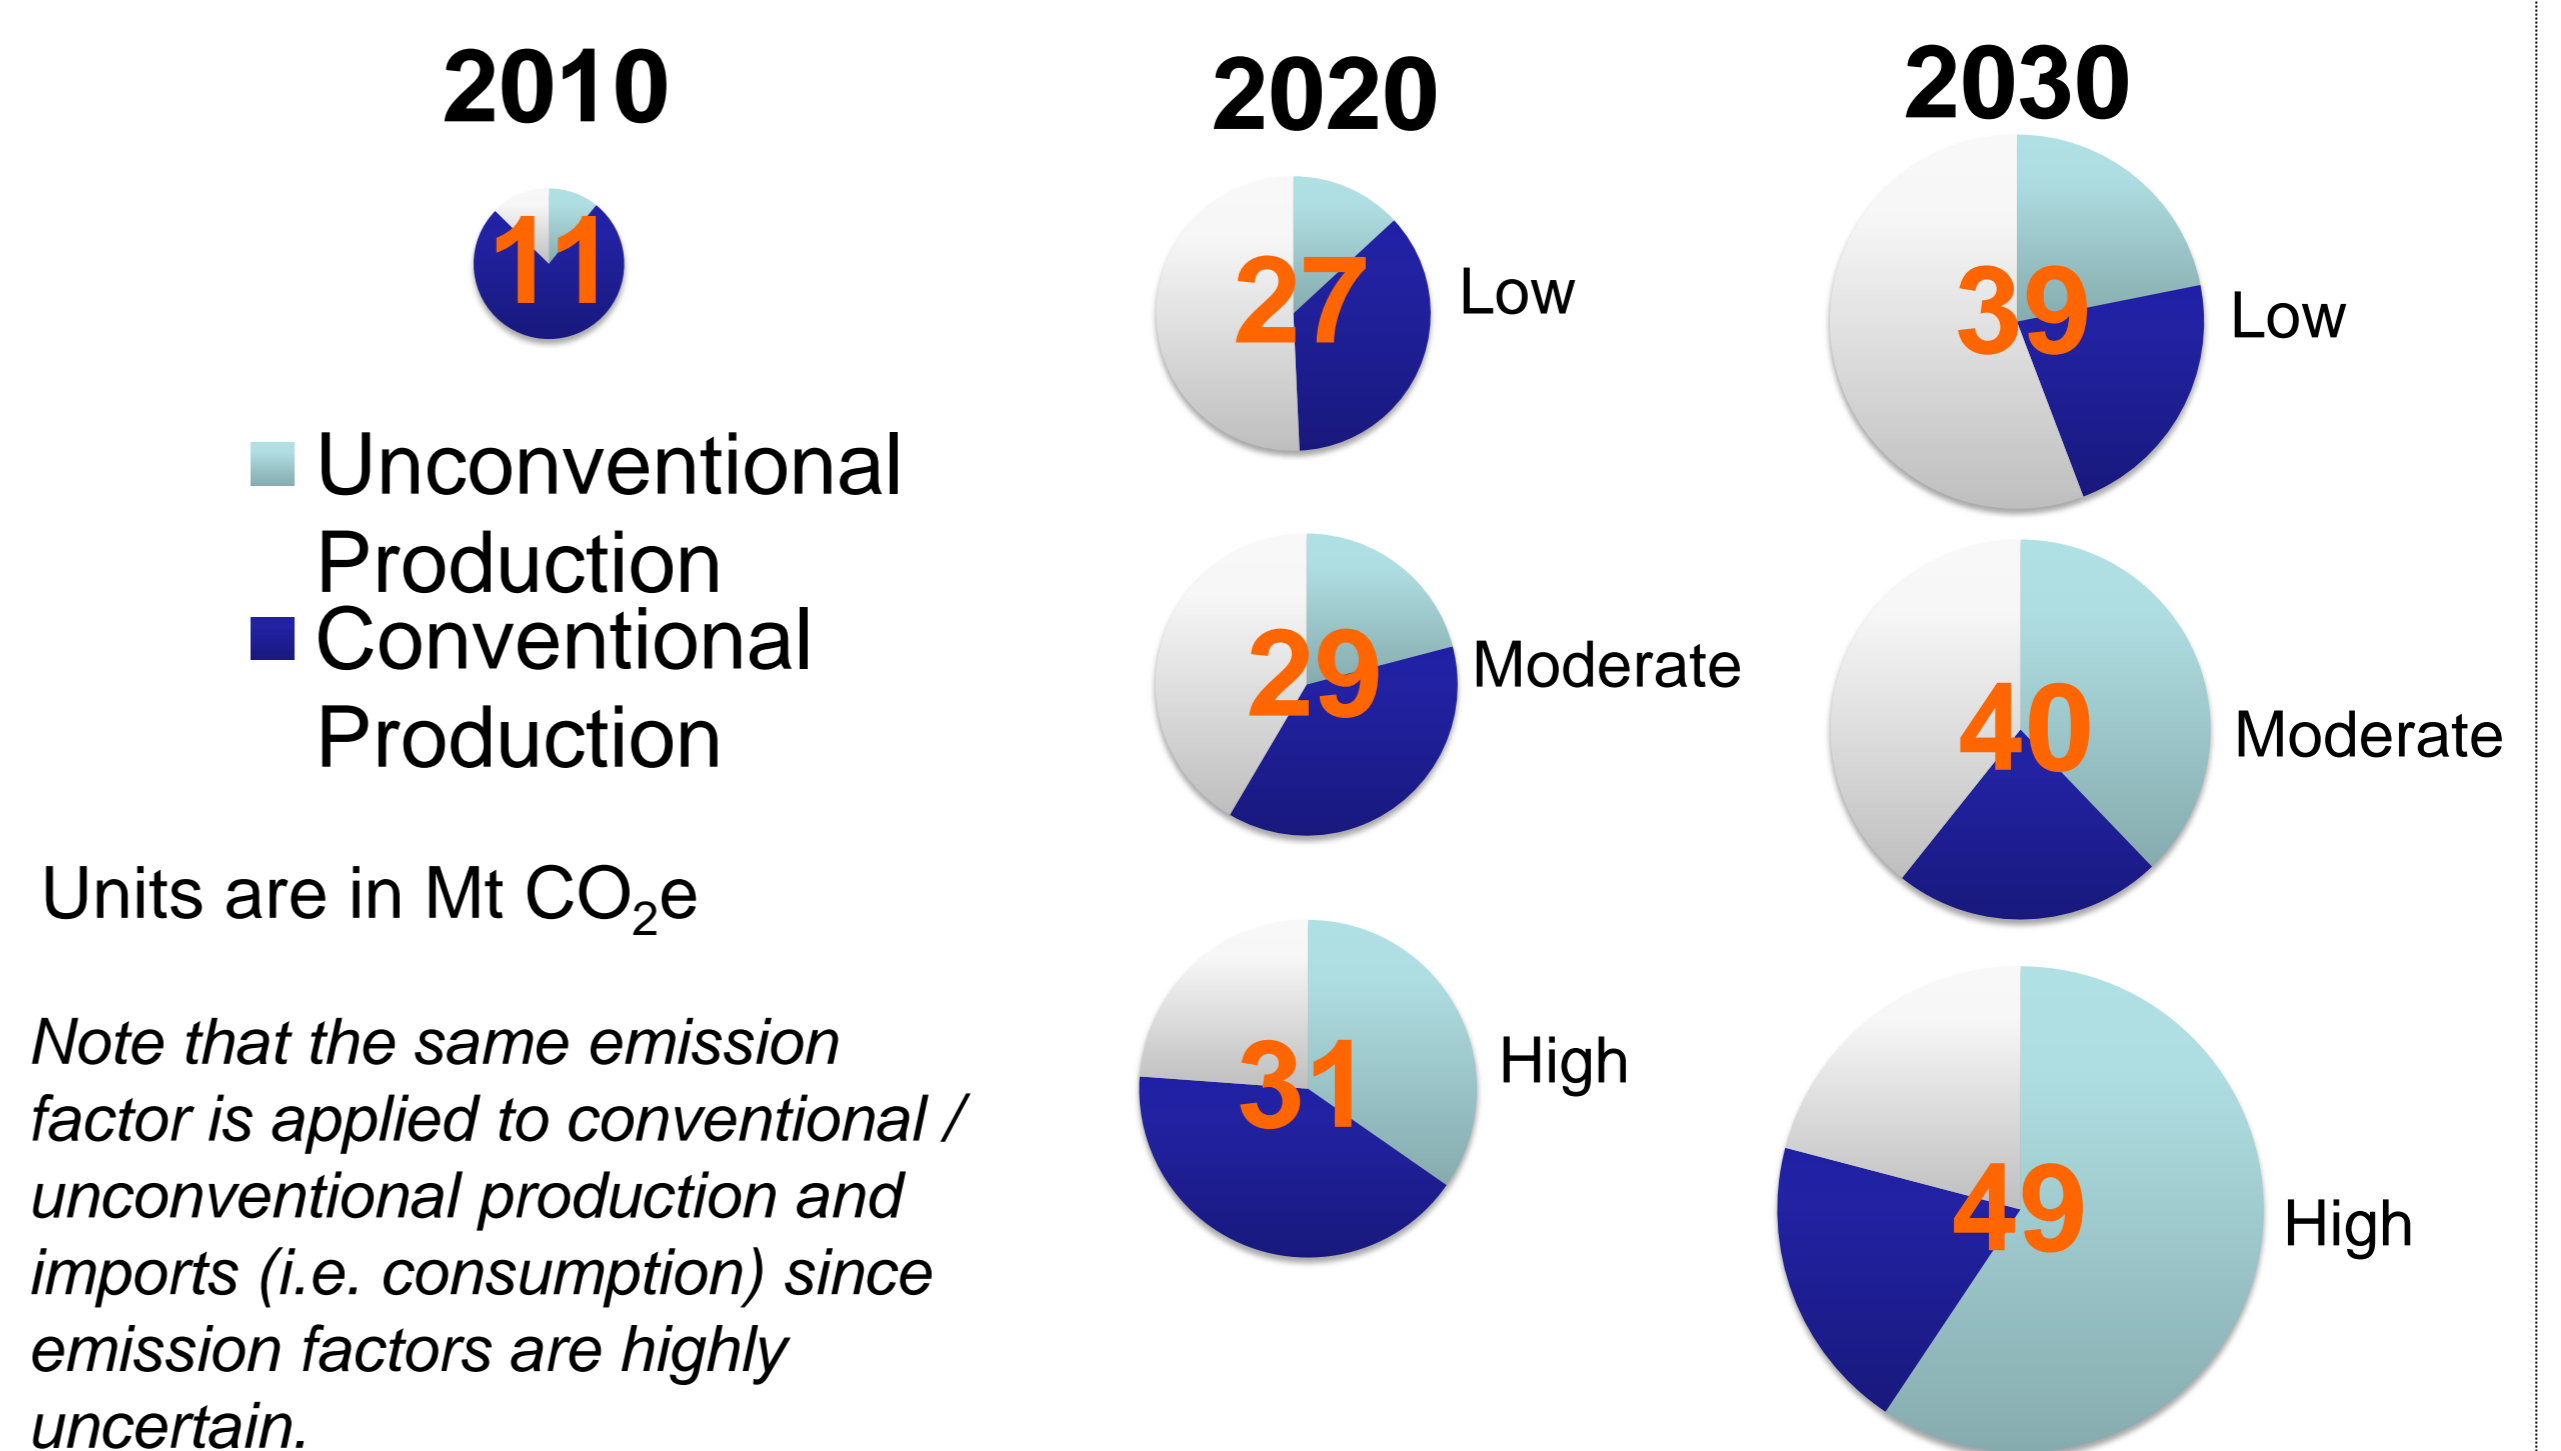 2010
11
Unconventional
Production
Conventional
Production
Units are in Mt CO₂e
Note that the same emission
factor is applied to conventional /
unconventional production and
imports (i.e. consumption) since
emission factors are highly
uncertain.
2020
27
Low
29
Moderate
31
High
2030
39
Low
40
Moderate
49
High